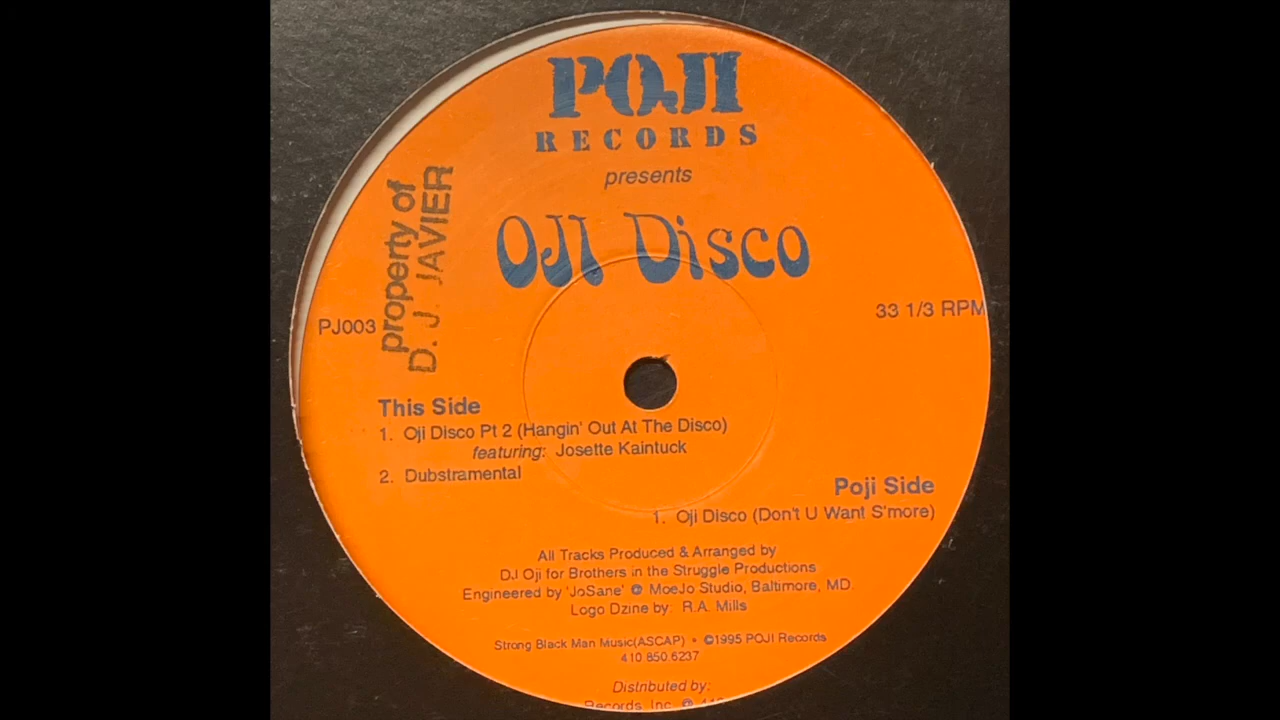 POJI
RECORDS
presents
OJI Disco
property of
D. J. JAVIER
PJ003
33 1/3 RPM
This Side
1. Oji Disco Pt 2 (Hangin' Out At The Disco)
featuring: Josette Kaintuck
2. Dubstramental
Poji Side
1. Oji Disco (Don't U Want S'more)
All Tracks Produced & Arranged by
DJ Oji for Brothers in the Struggle Productions
Engineered by 'JoSane' @ MoeJo Studio, Baltimore, MD.
Logo Dzine by: R.A. Mills
Strong Black Man Music(ASCAP) • ©1995 POJI Records
410 850.6237
Distributed by:
Records, Inc. @